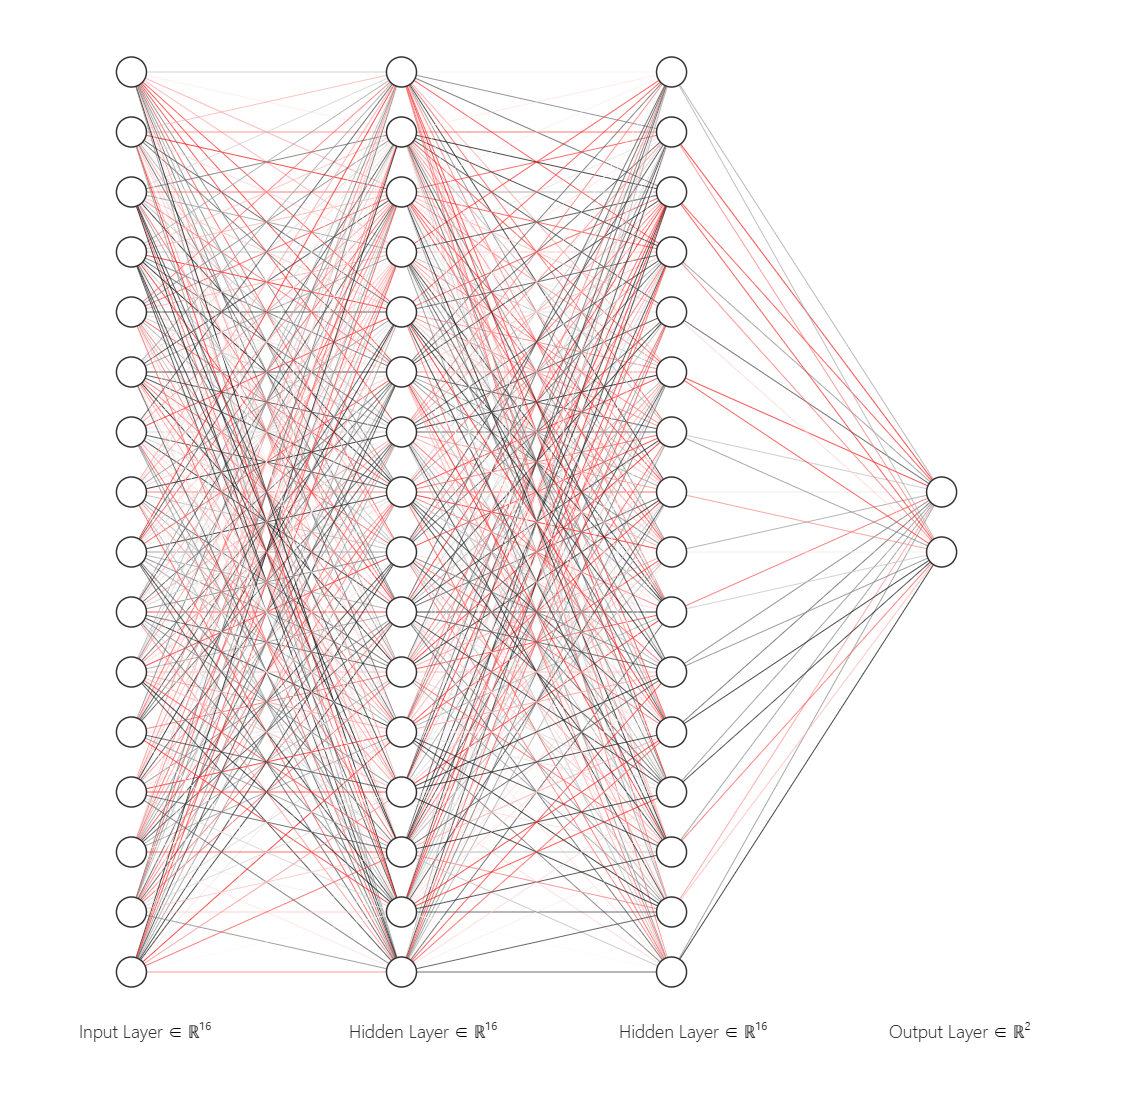 Input Layer ∈ ℝ¹⁶ Hidden Layer ∈ ℝ¹⁶ Hidden Layer ∈ ℝ¹⁶ Output Layer ∈ ℝ²